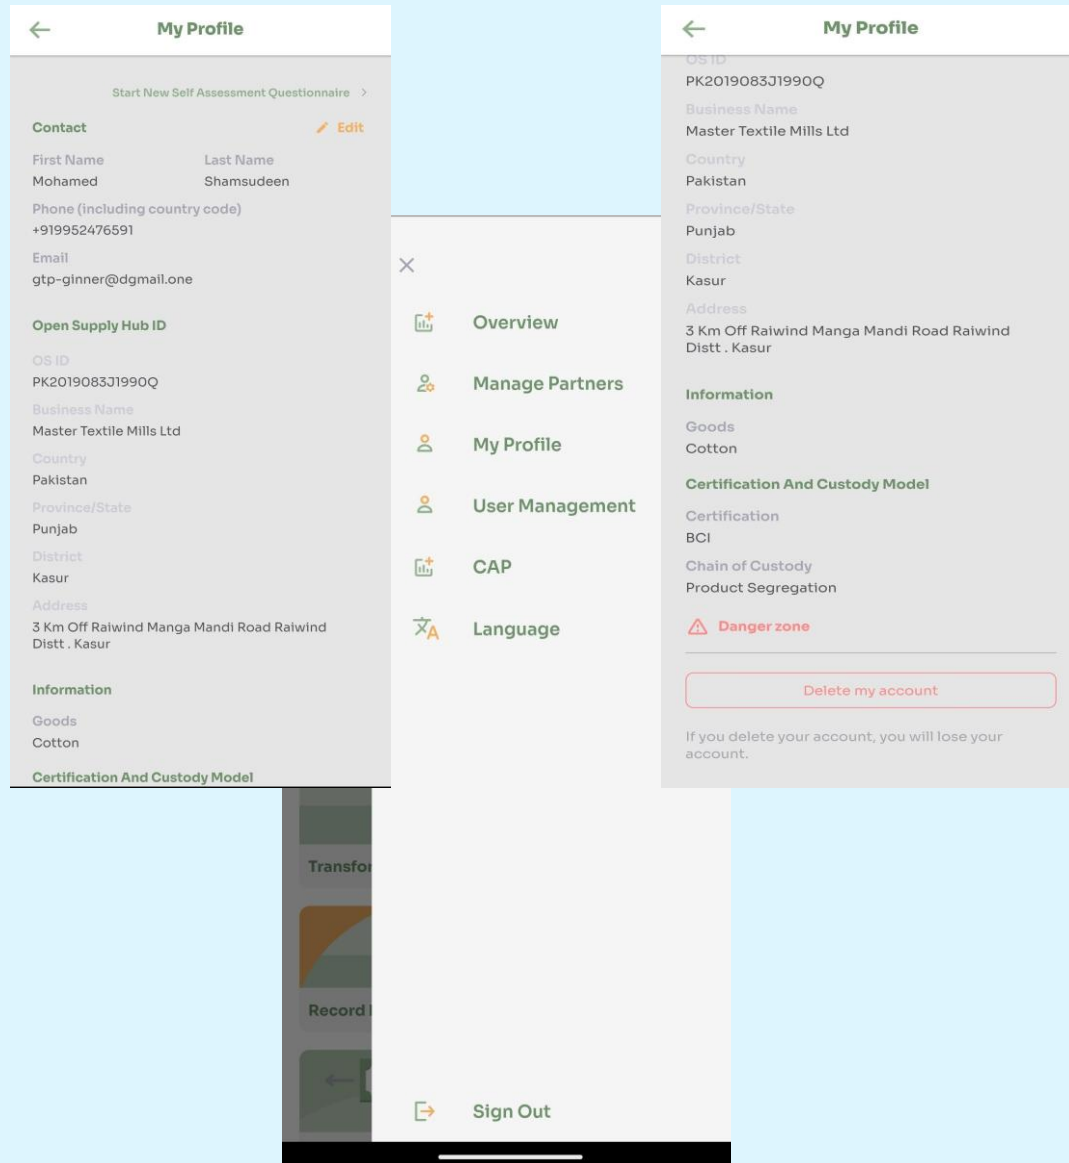 My Profile
Start New Self Assessment Questionnaire
Contact
Edit
First Name
Last Name
Mohamed
Shamsudeen
Phone (including country code)
+919952476591
Email
gtp-ginner@dgmail.one
Open Supply Hub ID
OS ID
PK2019083J1990Q
Business Name
Master Textile Mills Ltd
Country
Pakistan
Province/State
Punjab
District
Kasur
Address
3 Km Off Raiwind Manga Mandi Road Raiwind
Distt . Kasur
Information
Goods
Cotton
Certification And Custody Model
Overview
Manage Partners
My Profile
User Management
CAP
Language
Transfor
Record
Sign Out
My Profile
OS ID
PK2019083J1990Q
Business Name
Master Textile Mills Ltd
Country
Pakistan
Province/State
Punjab
District
Kasur
Address
3 Km Off Raiwind Manga Mandi Road Raiwind
Distt . Kasur
Information
Goods
Cotton
Certification And Custody Model
Certification
BCI
Chain of Custody
Product Segregation
Danger zone
Delete my account
If you delete your account, you will lose your
account.